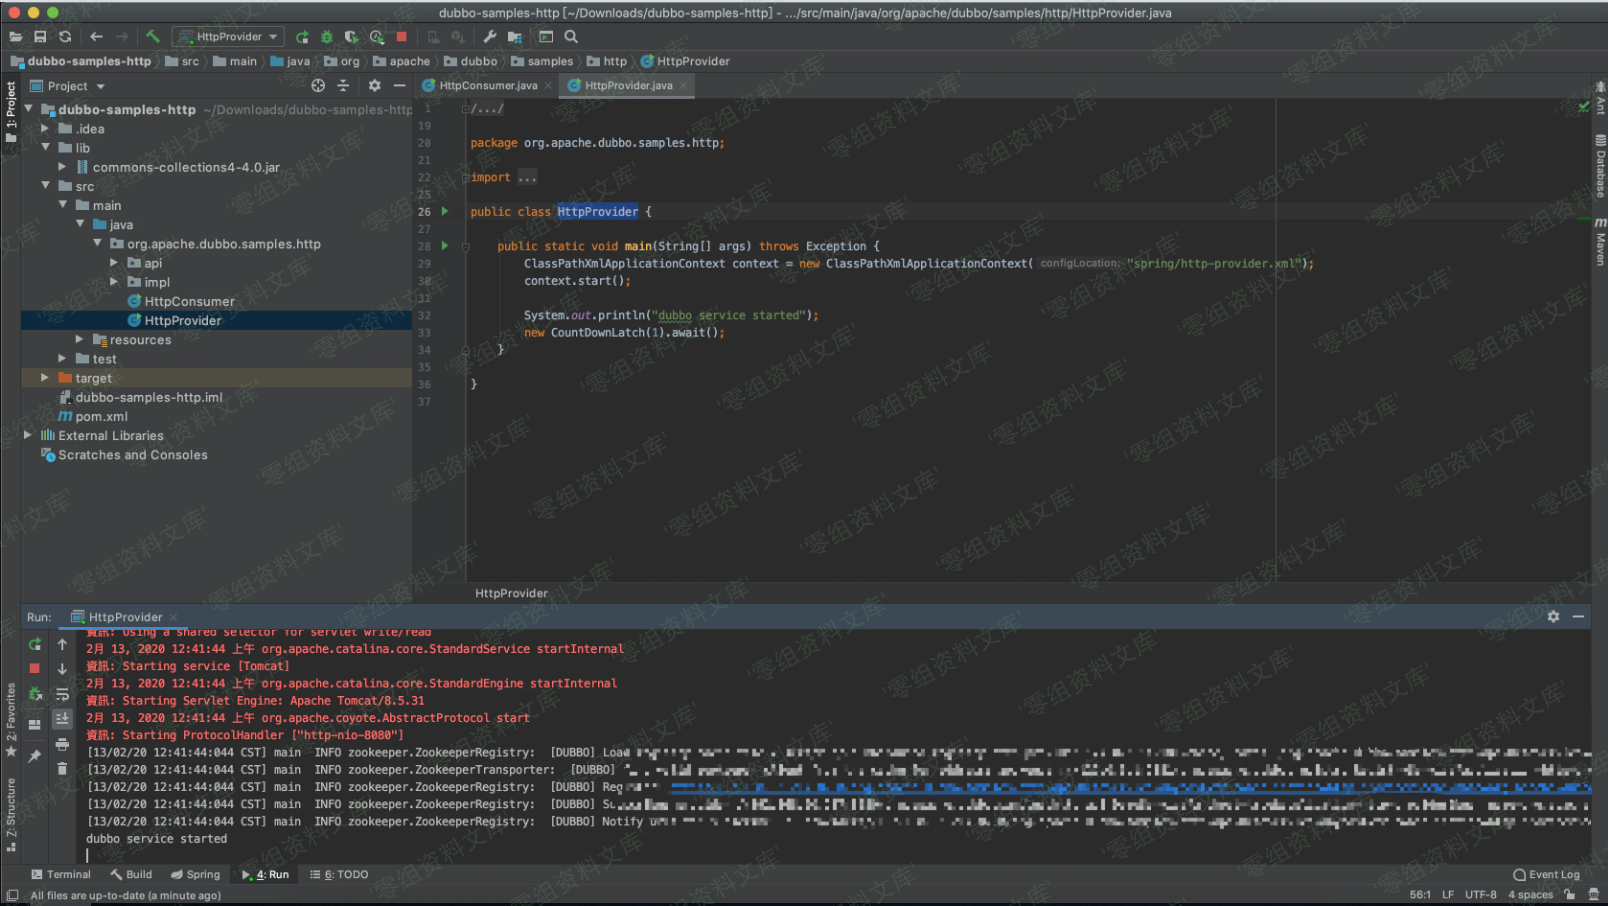 dubbo-samples-http [~/Downloads/dubbo-samples-http] - .../src/main/java/org/apache/dubbo/samples/http/HttpProvider.java
HttpProvider
dubbo-samples-http src main java org apache dubbo samples http HttpProvider
Project
HttpConsumer.java HttpProvider.java
1: Project
dubbo-samples-http ~/Downloads/dubbo-samples-http
.idea
lib
commons-collections4-4.0.jar
src
main
java
org.apache.dubbo.samples.http
api
impl
HttpConsumer
HttpProvider
resources
test
target
dubbo-samples-http.iml
pom.xml
External Libraries
Scratches and Consoles
1 /.../
19
20 package org.apache.dubbo.samples.http;
21
22 import ...
25
26 public class HttpProvider {
27
28 public static void main(String[] args) throws Exception {
29 ClassPathXmlApplicationContext context = new ClassPathXmlApplicationContext( configLocation: "spring/http-provider.xml");
30 context.start();
31
32 System.out.println("dubbo service started");
33 new CountDownLatch(1).await();
34 }
35
36 }
37
HttpProvider
Ant
Database
Maven
Run: HttpProvider
資訊: Using a shared selector for servlet write/read
2月 13, 2020 12:41:44 上午 org.apache.catalina.core.StandardService startInternal
資訊: Starting service [Tomcat]
2月 13, 2020 12:41:44 上午 org.apache.catalina.core.StandardEngine startInternal
資訊: Starting Servlet Engine: Apache Tomcat/8.5.31
2月 13, 2020 12:41:44 上午 org.apache.coyote.AbstractProtocol start
資訊: Starting ProtocolHandler ["http-nio-8080"]
[13/02/20 12:41:44:044 CST] main INFO zookeeper.ZookeeperRegistry: [DUBBO]
[13/02/20 12:41:44:044 CST] main INFO zookeeper.ZookeeperTransporter: [DUBBO]
[13/02/20 12:41:44:044 CST] main INFO zookeeper.ZookeeperRegistry: [DUBBO]
[13/02/20 12:41:44:044 CST] main INFO zookeeper.ZookeeperRegistry: [DUBBO]
[13/02/20 12:41:44:044 CST] main INFO zookeeper.ZookeeperRegistry: [DUBBO] Notify
dubbo service started
2: Favorites
Z: Structure
Terminal Build Spring 4: Run 6: TODO Event Log
All files are up-to-date (a minute ago) 56:1 LF UTF-8 4 spaces
'零组资料文库'